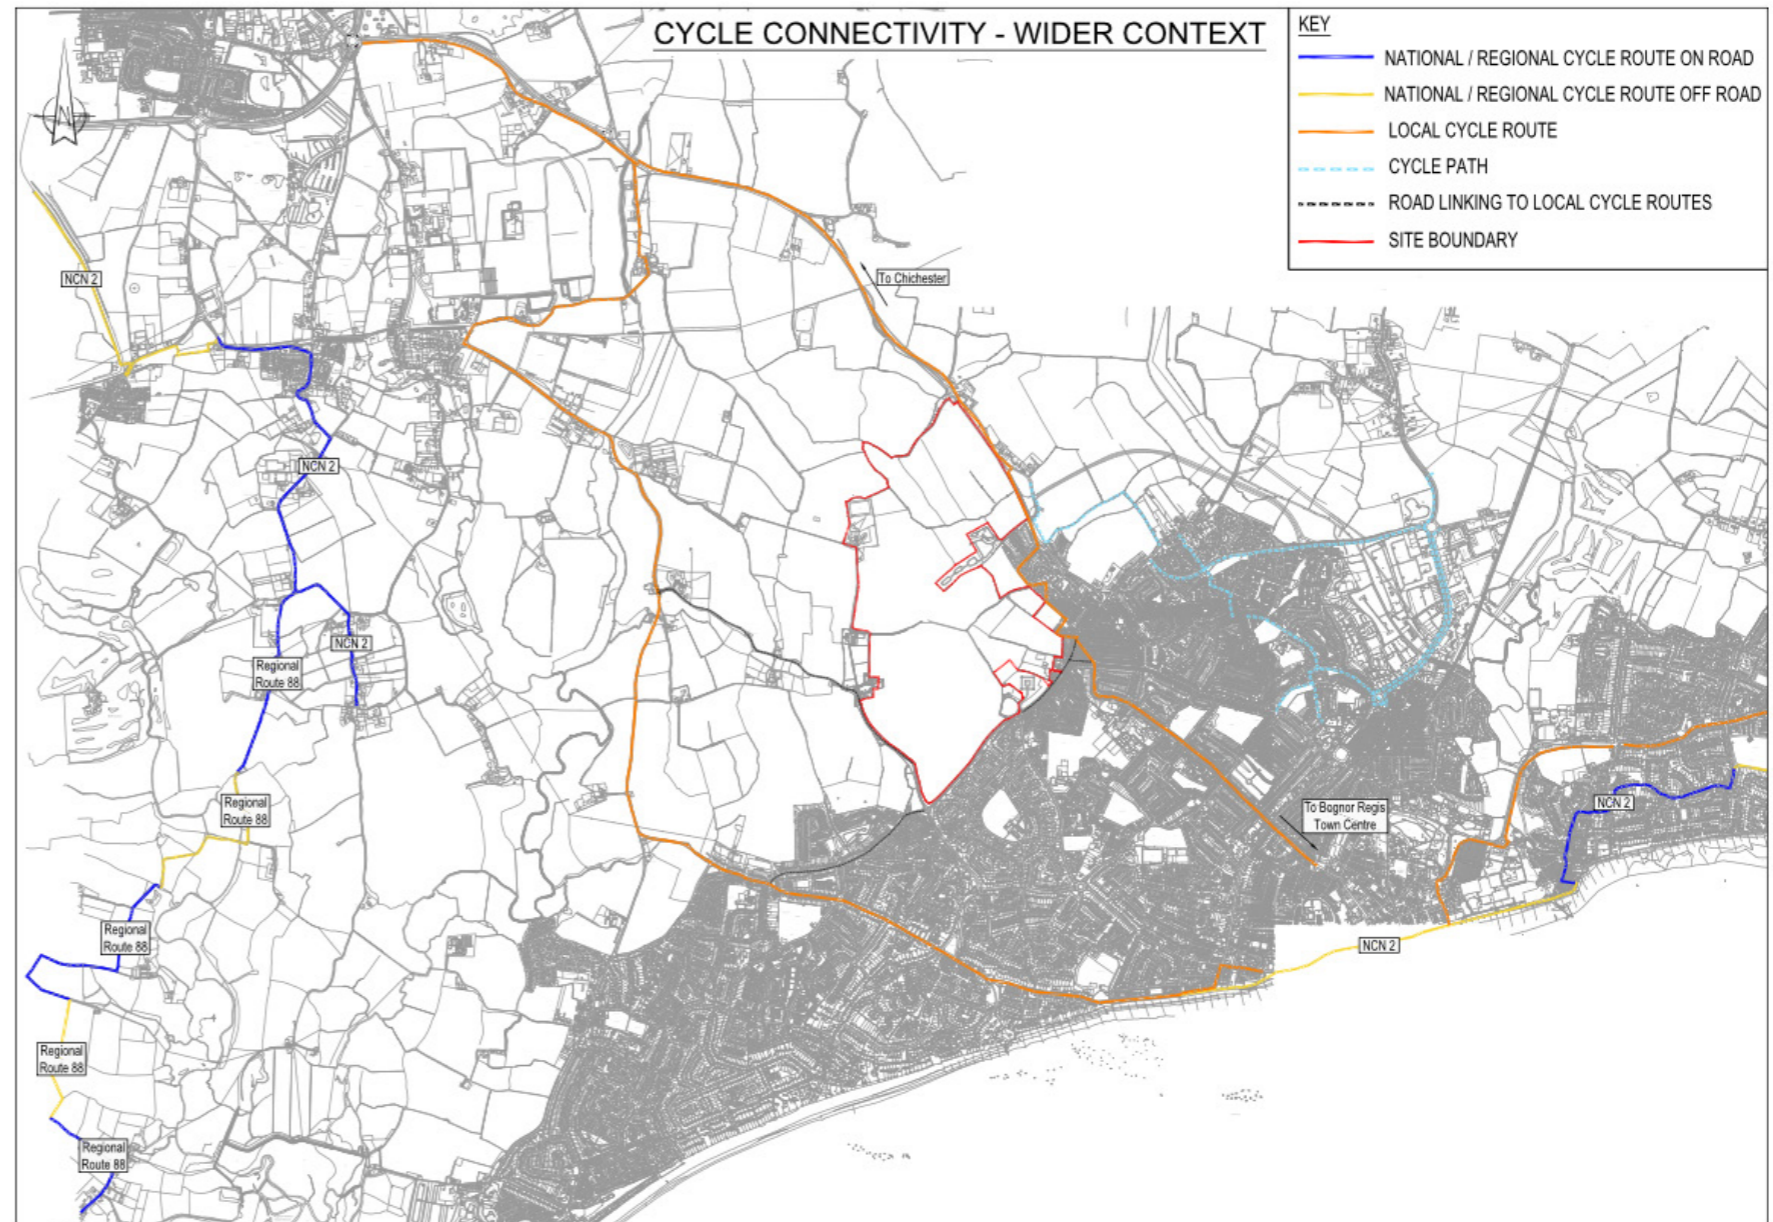 CYCLE CONNECTIVITY - WIDER CONTEXT
KEY
NATIONAL / REGIONAL CYCLE ROUTE ON ROAD
NATIONAL / REGIONAL CYCLE ROUTE OFF ROAD
LOCAL CYCLE ROUTE
CYCLE PATH
ROAD LINKING TO LOCAL CYCLE ROUTES
SITE BOUNDARY
N
NCN 2
To Chichester
NCN 2
NCN 2
Regional
Route 88
Regional
Route 88
To Bognor Regis
Town Centre
NCN 2
Regional
Route 88
NCN 2
Regional
Route 88
Regional
Route 88